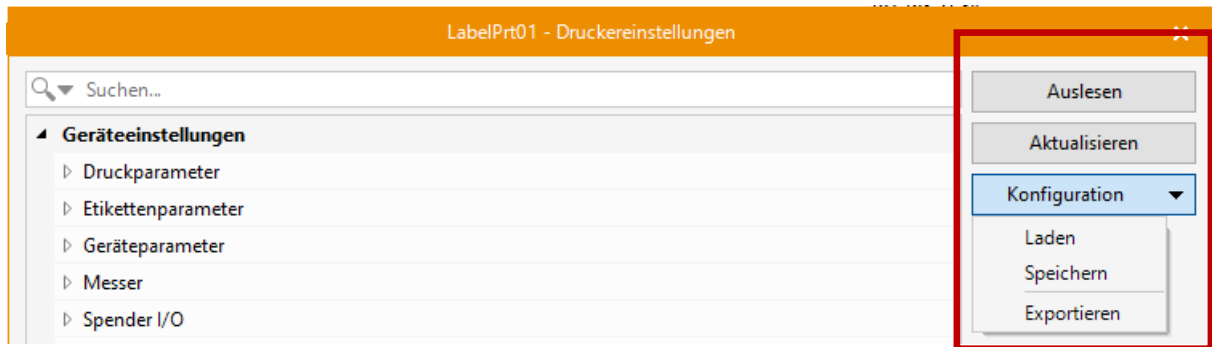 LabelPrt01 - Druckereinstellungen
Suchen...
Geräteeinstellungen
Druckparameter
Etikettenparameter
Geräteparameter
Messer
Spender I/O
Auslesen
Aktualisieren
Konfiguration
Laden
Speichern
Exportieren